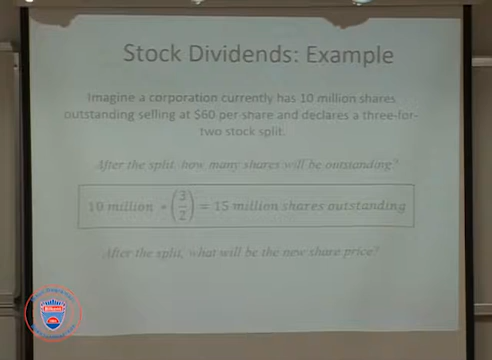 Stock Dividends: Example
Imagine a corporation currently has 10 million shares
outstanding selling at $60 per share and declares a three-for-
two stock split.
After the split, how many shares will be outstanding?
10 million * (3/2) = 15 million shares outstanding
After the split, what will be the new share price?